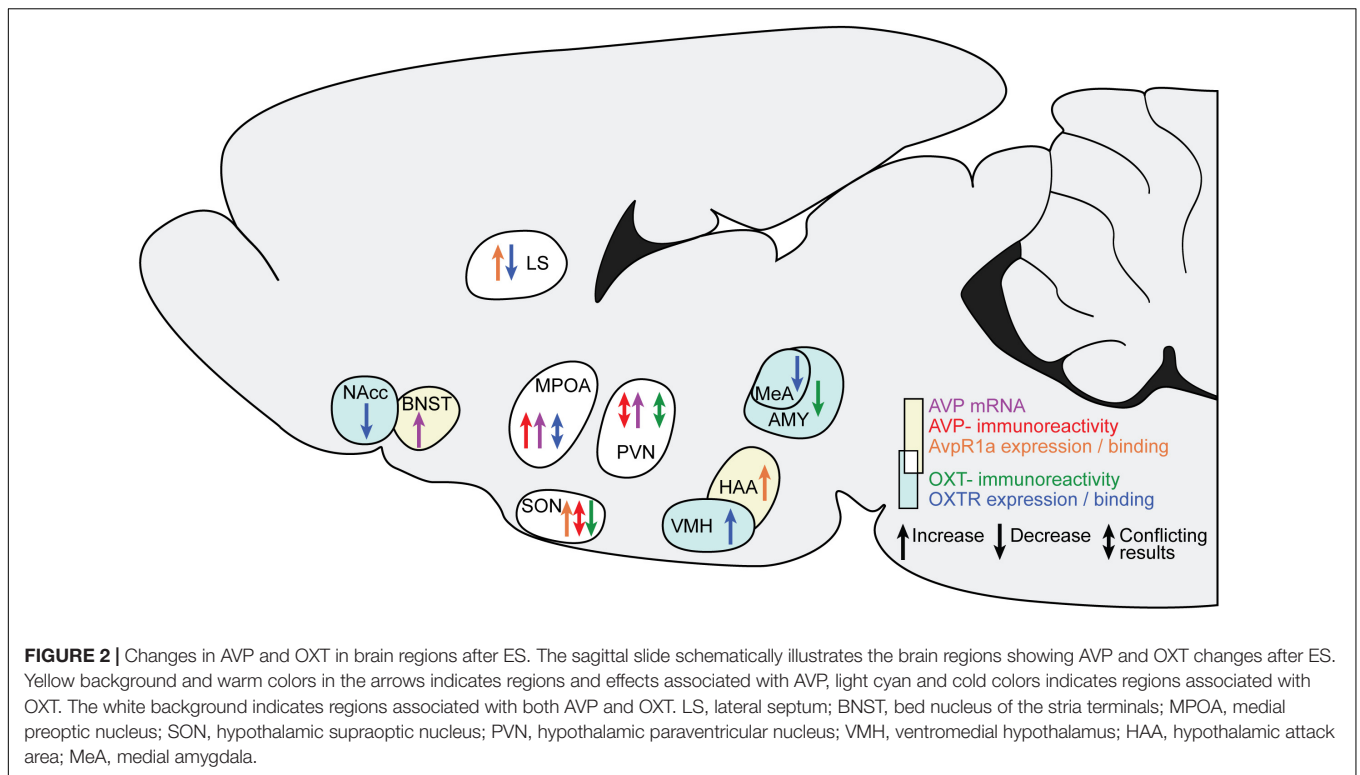 LS
NAcc
BNST
MPOA
PVN
MeA
AMY
SON
HAA
VMH
AVP mRNA
AVP- immunoreactivity
AvpR1a expression / binding
OXT- immunoreactivity
OXTR expression / binding
Increase
Decrease
Conflicting
results
FIGURE 2 | Changes in AVP and OXT in brain regions after ES. The sagittal slide schematically illustrates the brain regions showing AVP and OXT changes after ES.
Yellow background and warm colors in the arrows indicates regions and effects associated with AVP, light cyan and cold colors indicates regions associated with
OXT. The white background indicates regions associated with both AVP and OXT. LS, lateral septum; BNST, bed nucleus of the stria terminals; MPOA, medial
preoptic nucleus; SON, hypothalamic supraoptic nucleus; PVN, hypothalamic paraventricular nucleus; VMH, ventromedial hypothalamus; HAA, hypothalamic attack
area; MeA, medial amygdala.